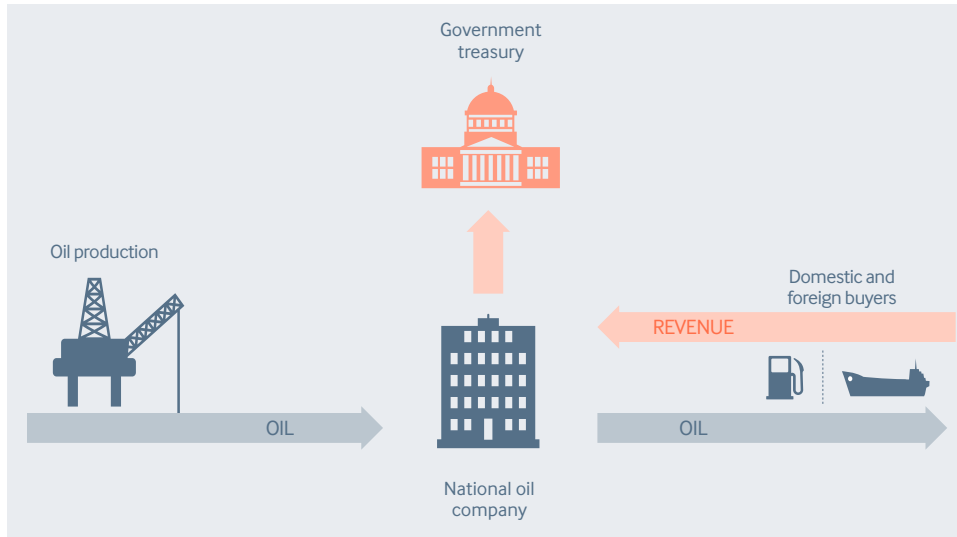 Government
treasury
Oil production
Domestic and
foreign buyers
REVENUE
OIL
OIL
National oil
company